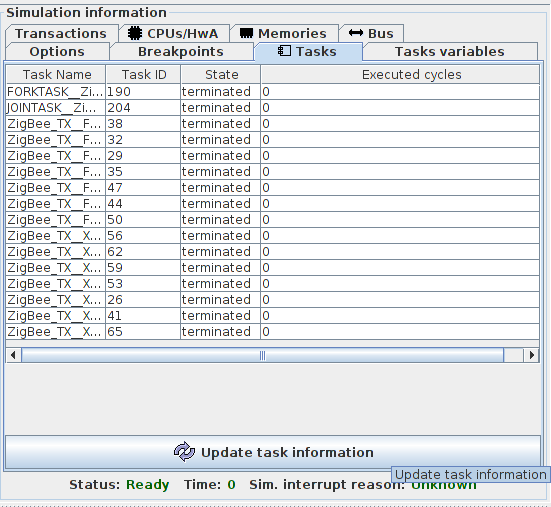 Simulation information
Transactions CPUs/HwA Memories Bus
Options Breakpoints Tasks Tasks variables
Task Name Task ID State Executed cycles
FORKTASK__Zi... 190 terminated 0
JOINTASK__Zi... 204 terminated 0
ZigBee_TX__F... 38 terminated 0
ZigBee_TX__F... 32 terminated 0
ZigBee_TX__F... 29 terminated 0
ZigBee_TX__F... 35 terminated 0
ZigBee_TX__F... 47 terminated 0
ZigBee_TX__F... 44 terminated 0
ZigBee_TX__F... 50 terminated 0
ZigBee_TX__X... 56 terminated 0
ZigBee_TX__X... 62 terminated 0
ZigBee_TX__X... 59 terminated 0
ZigBee_TX__X... 53 terminated 0
ZigBee_TX__X... 26 terminated 0
ZigBee_TX__X... 41 terminated 0
ZigBee_TX__X... 65 terminated 0
Update task information
Update task information
Status: Ready Time: 0 Sim. interrupt reason: Unknown